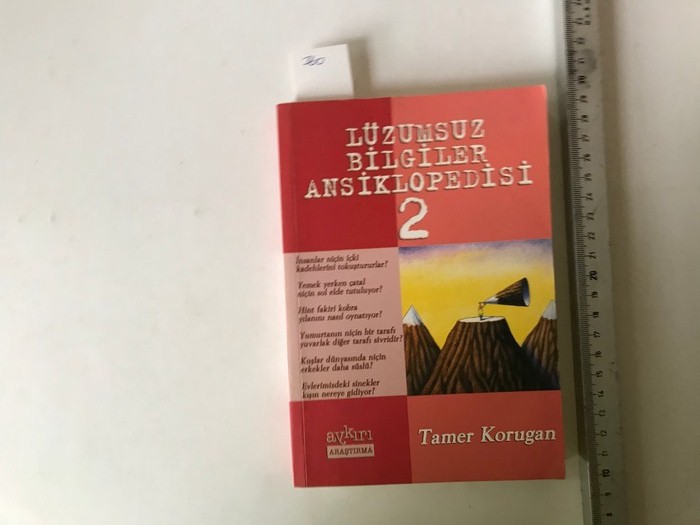 LÜZUMSUZ
BİLGİLER
ANSİKLOPEDİSİ
2
İnsanlar niçin içki
kadehlerini tokuştururlar?
Yemek yerken çatal
niçin sol elde tutuluyor?
Hint fakiri kobra
yılanını nasıl oynatıyor?
Yumurtanın niçin bir tarafı
yuvarlak diğer tarafı sivridir?
Kuşlar dünyasında niçin
erkekler daha süslü?
Evlerimizdeki sinekler
kışın nereye gidiyor?
aykırı
ARAŞTIRMA
Tamer Korugan